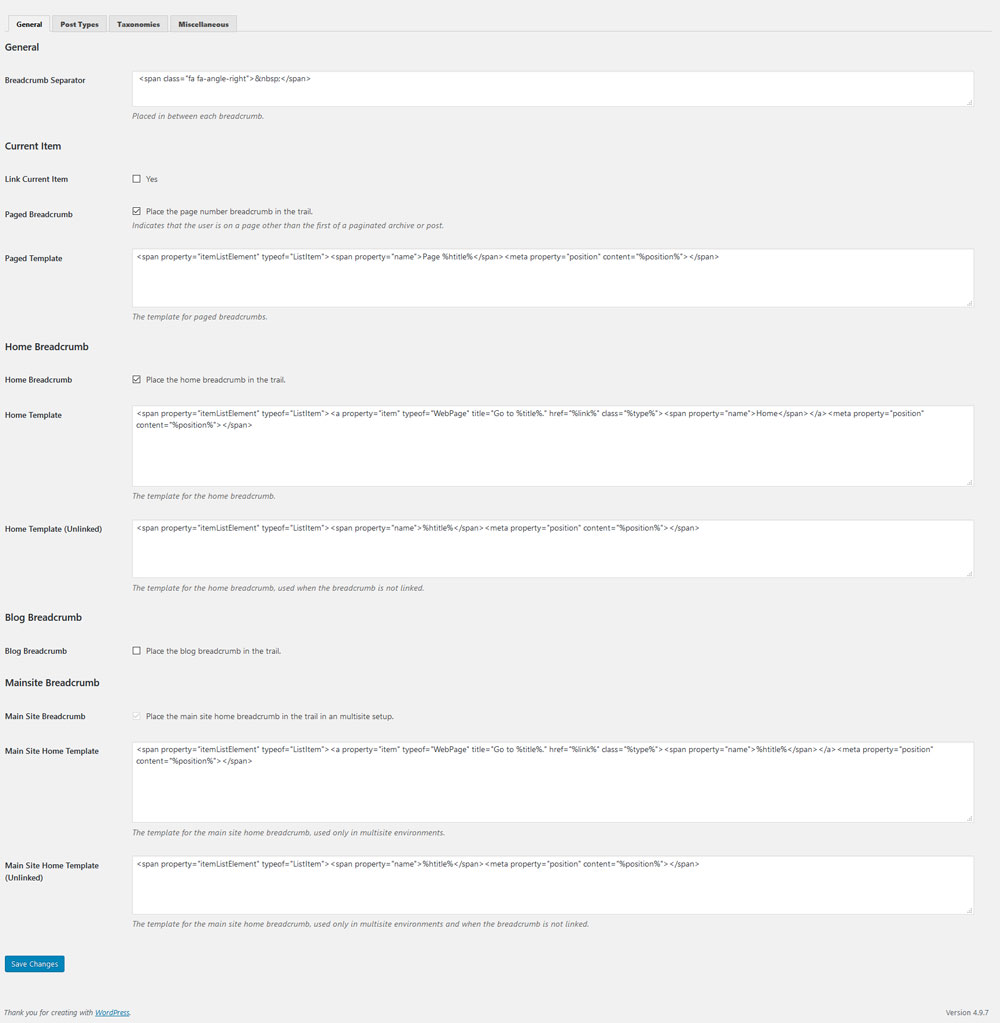 General
Post Types
Taxonomies
Miscellaneous
General
Breadcrumb Separator
<span class="fa fa-angle-right">&nbsp;</span>
Placed in between each breadcrumb.
Current Item
Link Current Item
Yes
Paged Breadcrumb
Place the page number breadcrumb in the trail.
Indicates that the user is on a page other than the first of a paginated archive or post.
Paged Template
<span property="itemListElement" typeof="ListItem"><span property="name">Page %htitle%</span><meta property="position" content="%position%"></span>
The template for paged breadcrumbs.
Home Breadcrumb
Home Breadcrumb
Place the home breadcrumb in the trail.
Home Template
<span property="itemListElement" typeof="ListItem"><a property="item" typeof="WebPage" title="Go to %title%." href="%link%" class="%type%"><span property="name">Home</span></a><meta property="position"
content="%position%"></span>
The template for the home breadcrumb.
Home Template (Unlinked)
<span property="itemListElement" typeof="ListItem"><span property="name">%htitle%</span><meta property="position" content="%position%"></span>
The template for the home breadcrumb, used when the breadcrumb is not linked.
Blog Breadcrumb
Blog Breadcrumb
Place the blog breadcrumb in the trail.
Mainsite Breadcrumb
Main Site Breadcrumb
Place the main site home breadcrumb in the trail in an multisite setup.
Main Site Home Template
<span property="itemListElement" typeof="ListItem"><a property="item" typeof="WebPage" title="Go to %title%." href="%link%" class="%type%"><span property="name">%htitle%</span></a><meta property="position"
content="%position%"></span>
The template for the main site home breadcrumb, used only in multisite environments.
Main Site Home Template
(Unlinked)
<span property="itemListElement" typeof="ListItem"><span property="name">%htitle%</span><meta property="position" content="%position%"></span>
The template for the main site home breadcrumb, used only in multisite environments and when the breadcrumb is not linked.
Save Changes
Thank you for creating with WordPress.
Version 4.9.7